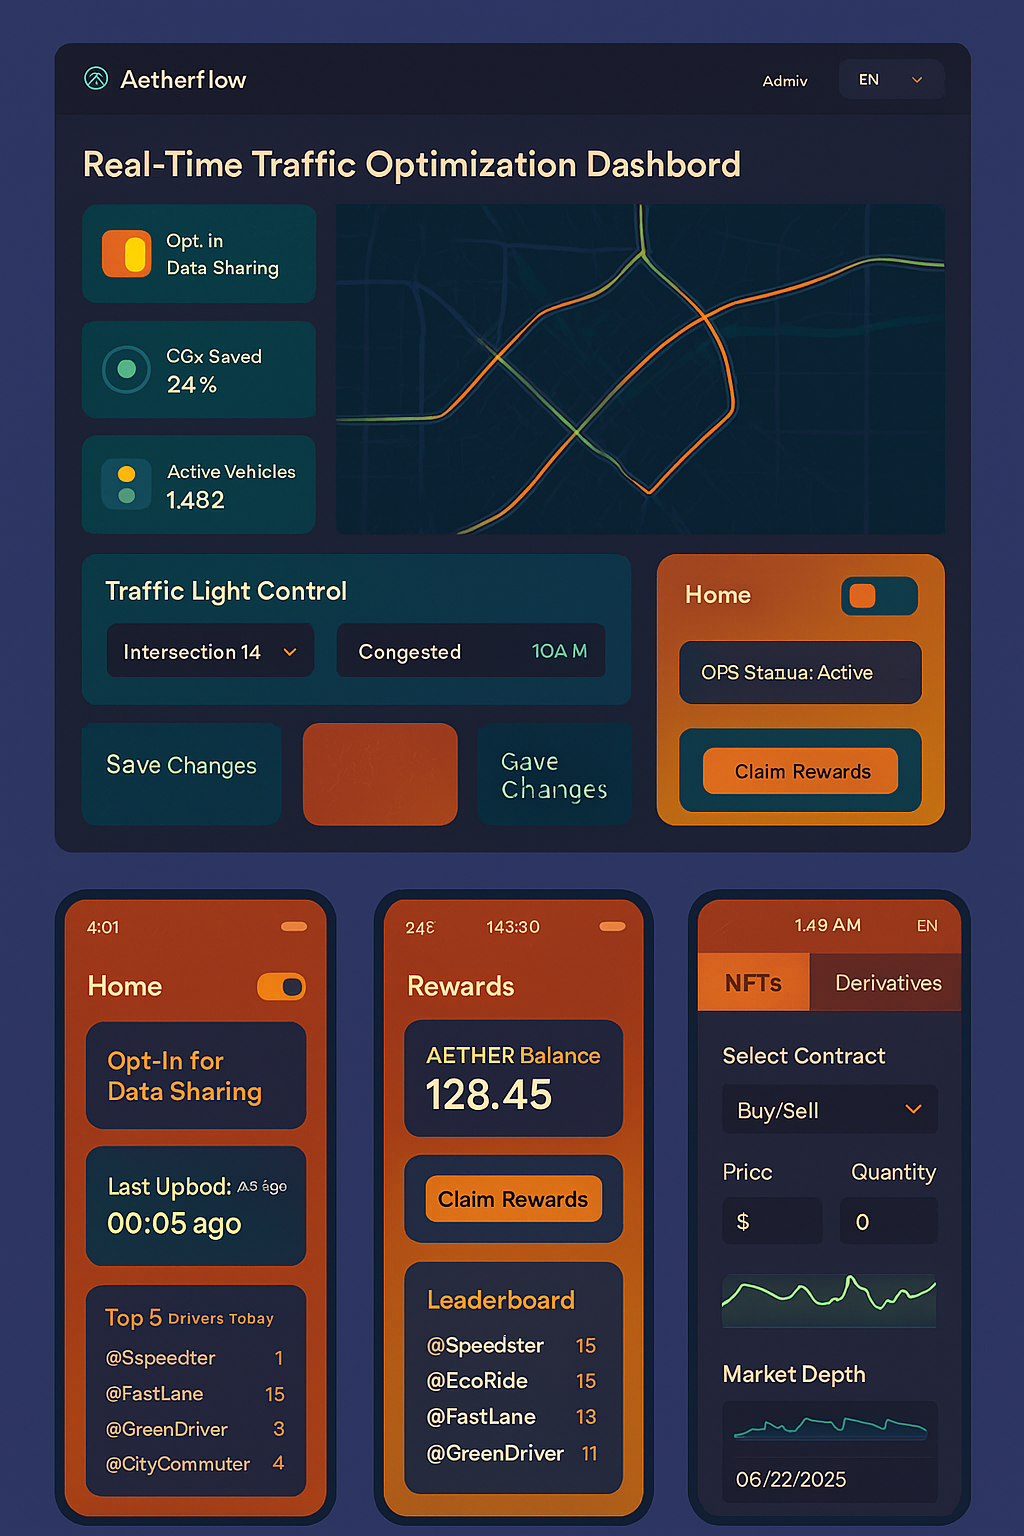 Aetherflow
Admiv
EN
Real-Time Traffic Optimization Dashbord
Opt. in
Data Sharing
CGx Saved
24%
Active Vehicles
1.482
Traffic Light Control
Intersection 14
Congested
10A M
Home
OPS Stanua: Active
Save Changes
Gave
Changes
Claim Rewards
4:01
Home
Opt-In for
Data Sharing
Last Upbod:
00:05 ago
Top 5 Drivers Today
@Sspeedter 1
@FastLane 15
@GreenDriver 3
@CityCommuter 4
143:30
Rewards
AETHER Balance
128.45
Claim Rewards
Leaderboard
@Speedster 15
@EcoRide 15
@FastLane 13
@GreenDriver 11
1.49 AM
EN
NFTs
Derivatives
Select Contract
Buy/Sell
Pricc
Quantity
$
0
Market Depth
06/22/2025